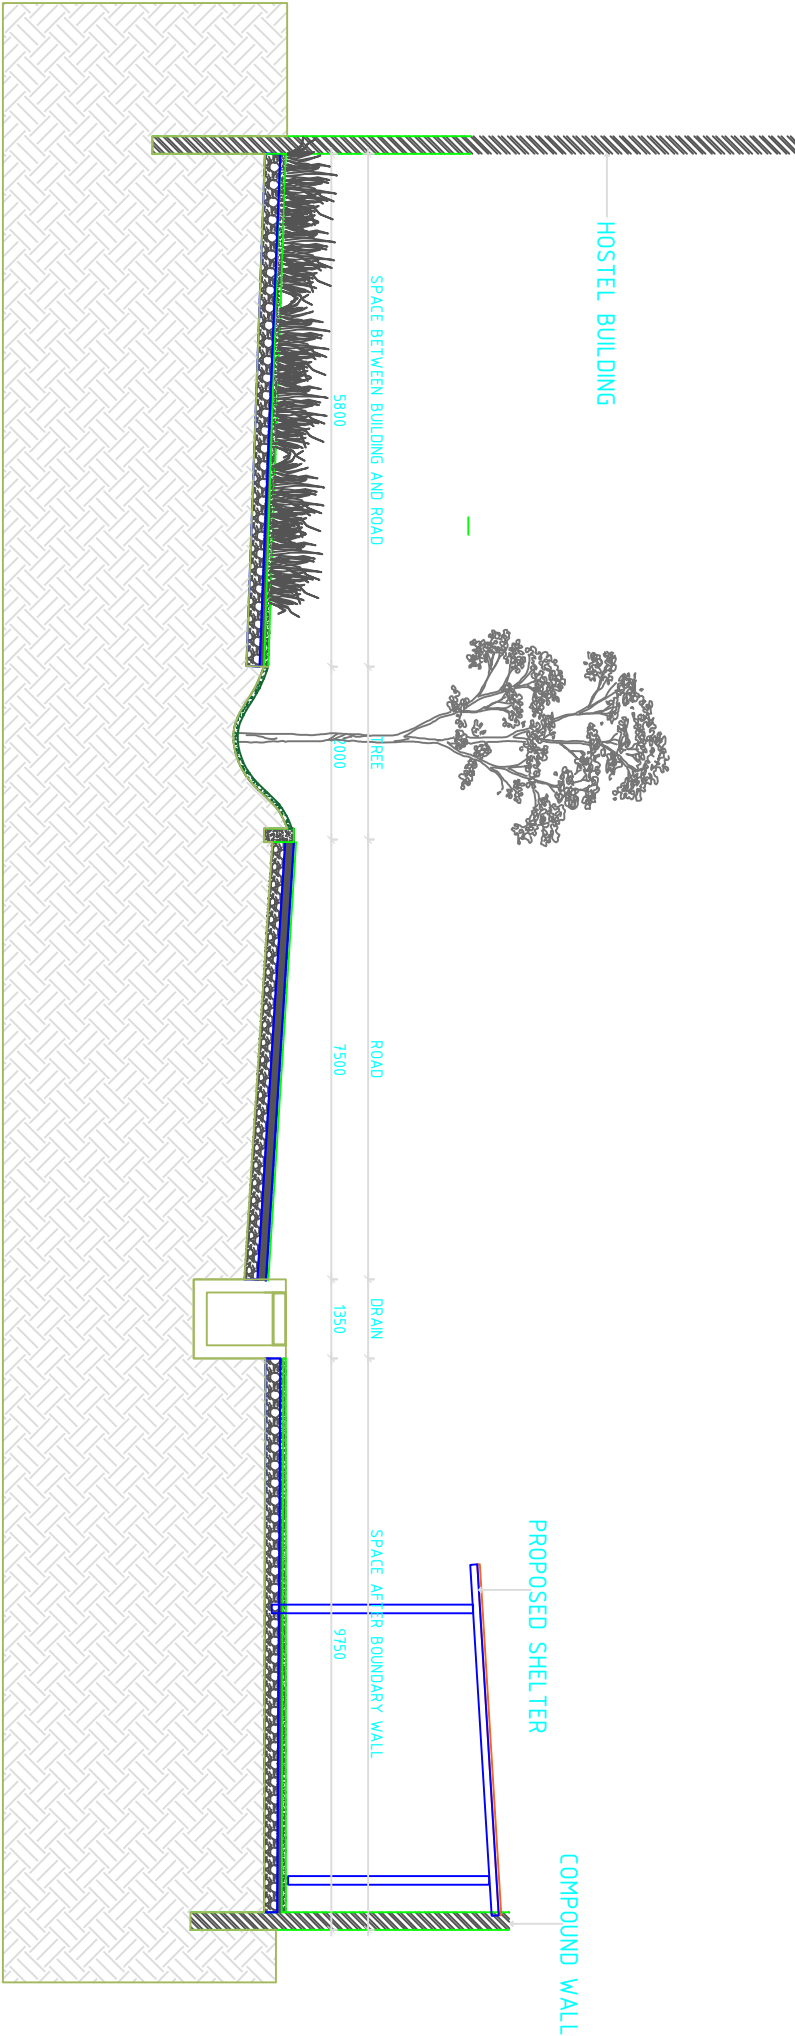 HOSTEL BUILDING
SPACE BETWEEN BUILDING AND ROAD
5800
TREE
2000
ROAD
7500
DRAIN
1350
PROPOSED SHELTER
SPACE AFTER BOUNDARY WALL
9750
COMPOUND WALL